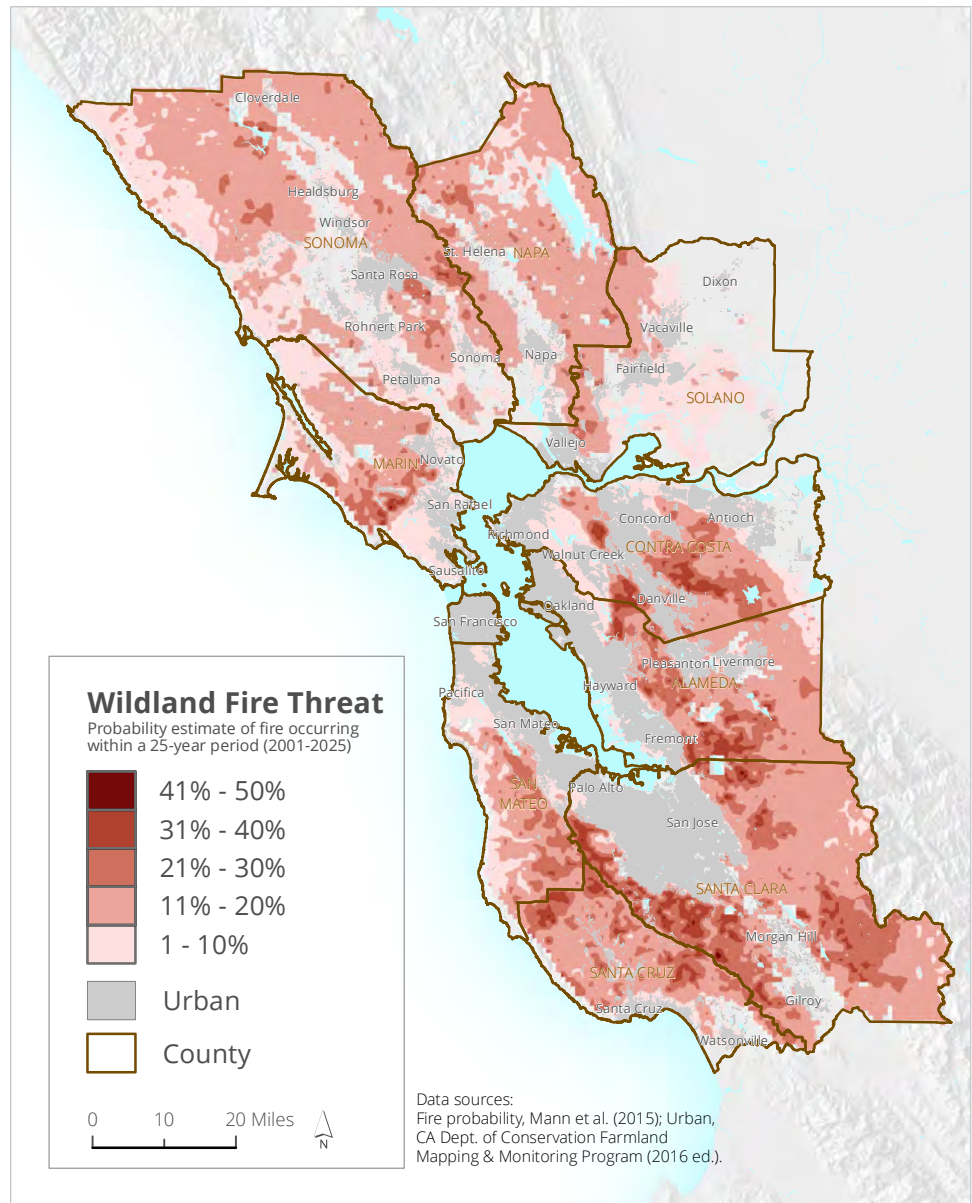 Cloverdale
Healdsburg
Windsor
SONOMA
St. Helena
NAPA
Santa Rosa
Dixon
Rohnert Park
Vacaville
Sonoma
Napa
Fairfield
Petaluma
SOLANO
Vallejo
MARIN
Novato
San Rafael
Concord
Antioch
Richmond
Walnut Creek
CONTRA COSTA
Sausalito
Danville
Oakland
San Francisco
Pleasanton
Livermore
Hayward
ALAMEDA
Pacifica
San Mateo
Fremont
SAN
MATEO
Palo Alto
San Jose
SANTA CLARA
Morgan Hill
SANTA CRUZ
Gilroy
Santa Cruz
Watsonville
Wildland Fire Threat
Probability estimate of fire occurring
within a 25-year period (2001-2025)
41% - 50%
31% - 40%
21% - 30%
11% - 20%
1 - 10%
Urban
County
0 10 20 Miles
N
Data sources:
Fire probability, Mann et al. (2015); Urban,
CA Dept. of Conservation Farmland
Mapping & Monitoring Program (2016 ed.).